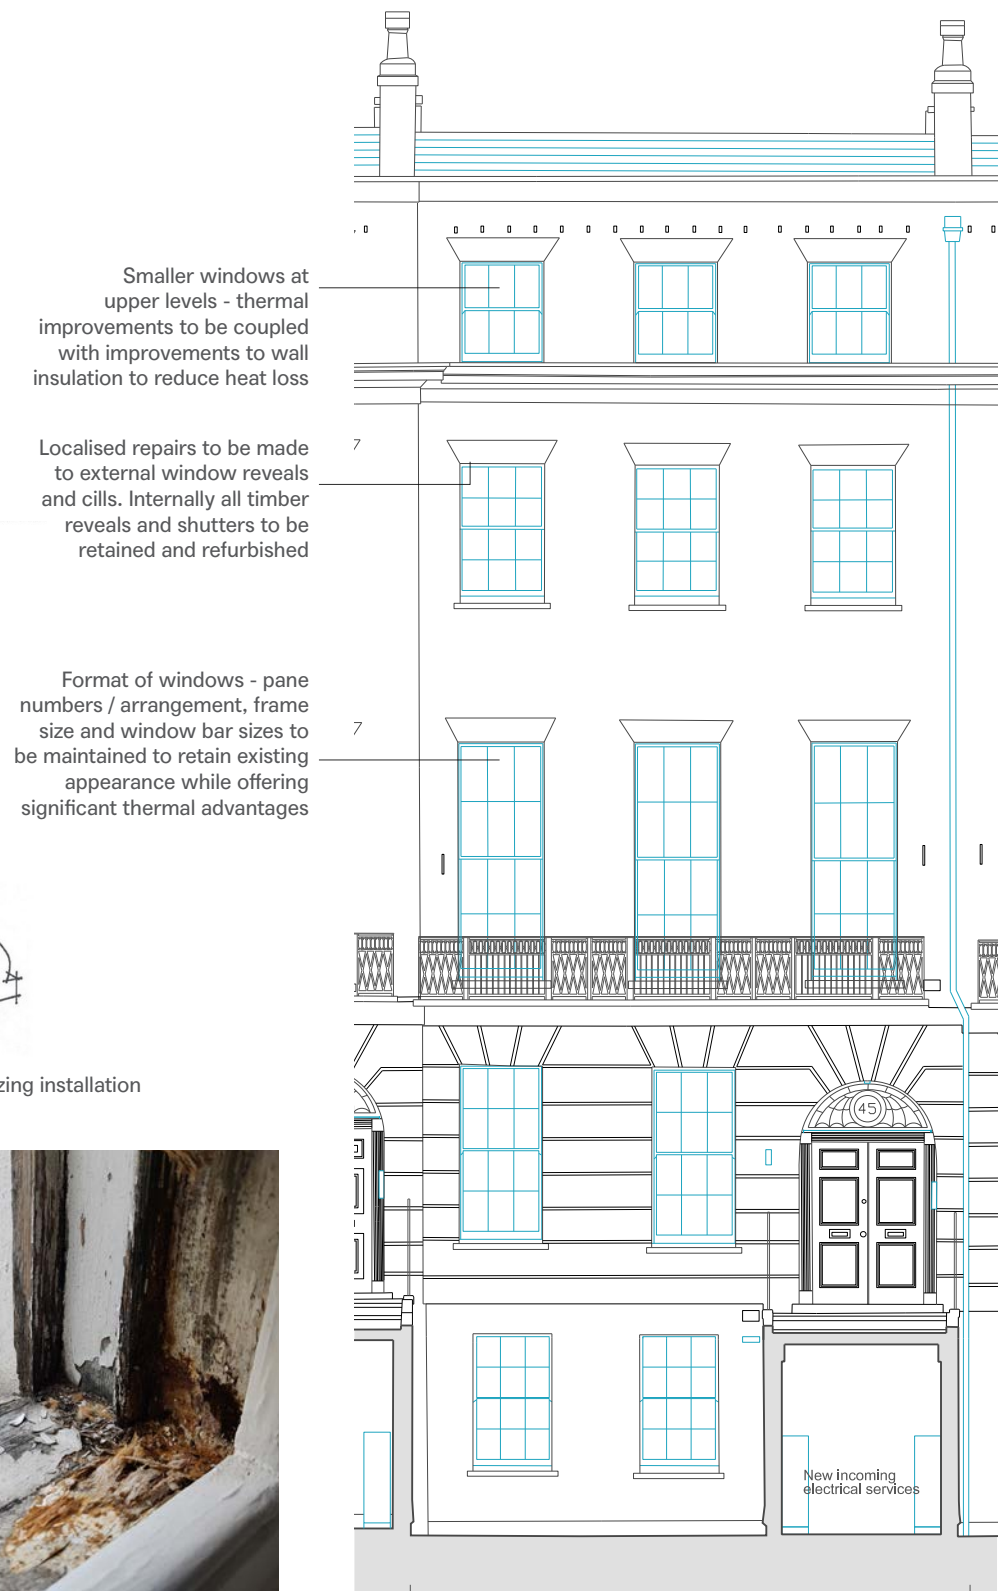 Smaller windows at
upper levels - thermal
improvements to be coupled
with improvements to wall
insulation to reduce heat loss
Localised repairs to be made
to external window reveals
and cills. Internally all timber
reveals and shutters to be
retained and refurbished
Format of windows - pane
numbers / arrangement, frame
size and window bar sizes to
be maintained to retain existing
appearance while offering
significant thermal advantages
installation
45
New incoming
electrical services